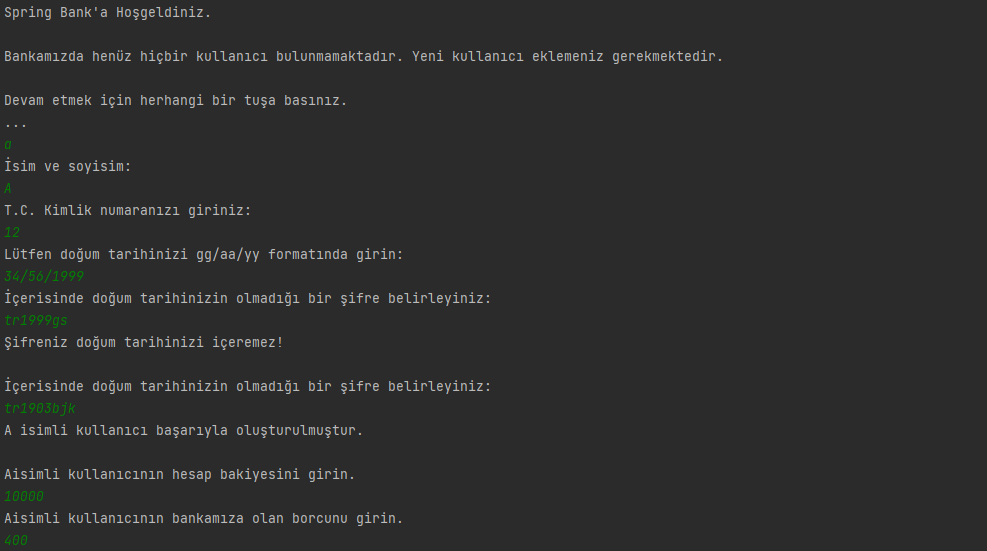 Spring Bank'a Hoşgeldiniz.
Bankamızda henüz hiçbir kullanıcı bulunmamaktadır. Yeni kullanıcı eklemeniz gerekmektedir.
Devam etmek için herhangi bir tuşa basınız.
...
a
İsim ve soyisim:
A
T.C. Kimlik numaranızı giriniz:
12
Lütfen doğum tarihinizi gg/aa/yy formatında girin:
34/56/1999
İçerisinde doğum tarihinizin olmadığı bir şifre belirleyiniz:
tr1999gs
Şifreniz doğum tarihinizi içeremez!
İçerisinde doğum tarihinizin olmadığı bir şifre belirleyiniz:
tr1903bjk
A isimli kullanıcı başarıyla oluşturulmuştur.
Aisimli kullanıcının hesap bakiyesini girin.
10000
Aisimli kullanıcının bankamıza olan borcunu girin.
400